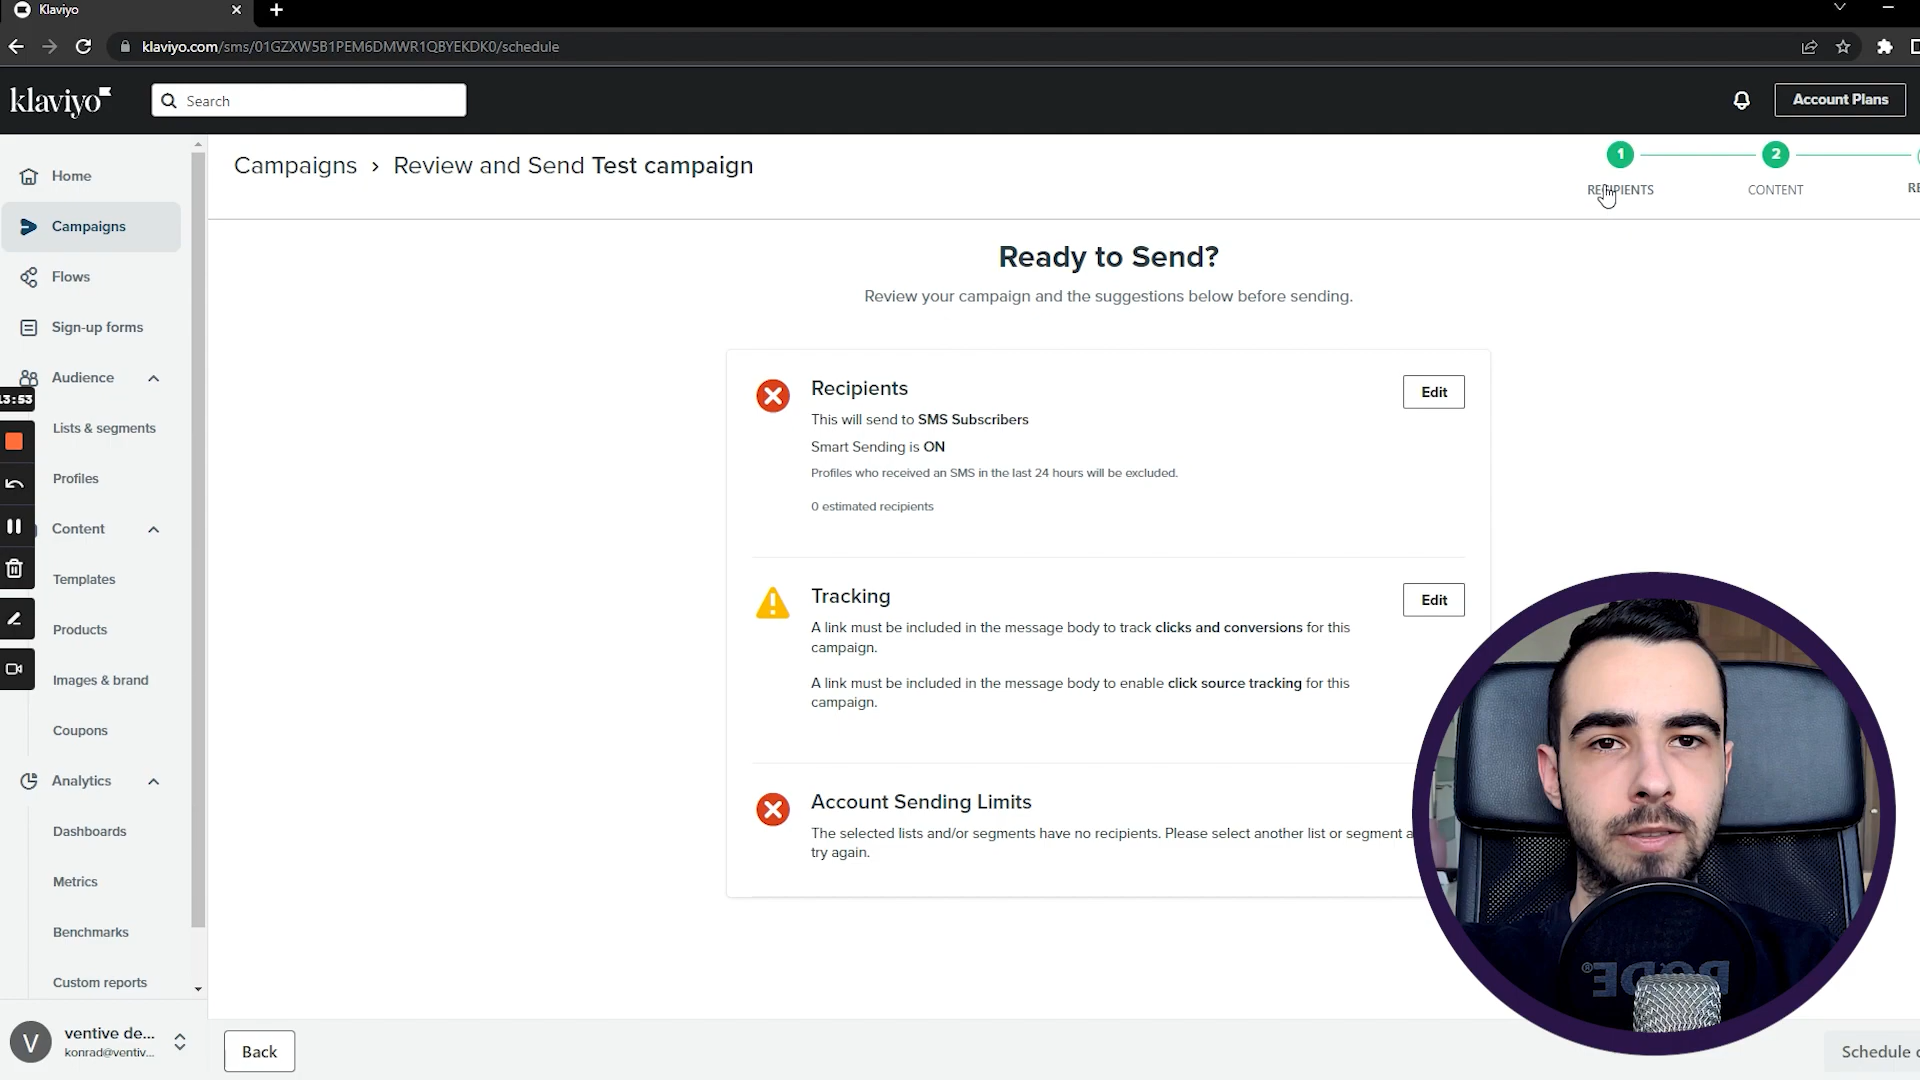 Klaviyo
klaviyo.com/sms/01GZXW5B1PEM6DMWR1QBYEKDK0/schedule
klaviyo
Search
Account Plans
Home
Campaigns
Flows
Sign-up forms
Audience
13:53
Lists & segments
Profiles
Content
Templates
Products
Images & brand
Coupons
Analytics
Dashboards
Metrics
Benchmarks
Custom reports
V
ventive de...
konrad@ventiv...
Campaigns › Review and Send Test campaign
1
2
RECIPIENTS
CONTENT
RE
Ready to Send?
Review your campaign and the suggestions below before sending.
Recipients
Edit
This will send to SMS Subscribers
Smart Sending is ON
Profiles who received an SMS in the last 24 hours will be excluded.
0 estimated recipients
Tracking
Edit
A link must be included in the message body to track clicks and conversions for this
campaign.
A link must be included in the message body to enable click source tracking for this
campaign.
Account Sending Limits
The selected lists and/or segments have no recipients. Please select another list or segment a
try again.
RODE®
Back
Schedule